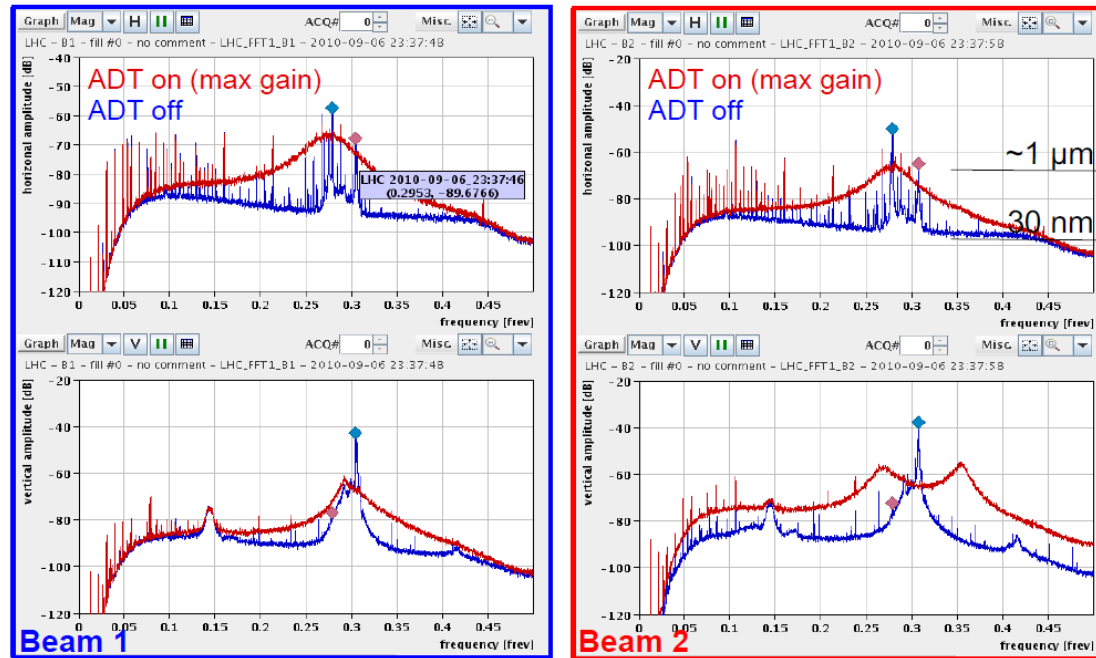 Graph Mag H ACQ# 0 Misc.
LHC - B1 - fill #0 - no comment - LHC_FFT1_B1 - 2010-09-06 23:37:48
horizonal amplitude [dB]
-40
-50
-60
-70
-80
-90
-100
-110
-120
ADT on (max gain)
ADT off
LHC 2010-09-06_23:37:46
(0.2953, -89.6766)
0 0.05 0.1 0.15 0.2 0.25 0.3 0.35 0.4 0.45
frequency [frev]
Graph Mag V ACQ# 0 Misc.
LHC - B1 - fill #0 - no comment - LHC_FFT1_B1 - 2010-09-06 23:37:48
vertical amplitude [dB]
-20
-40
-60
-80
-100
-120
0 0.05 0.1 0.15 0.2 0.25 0.3 0.35 0.4 0.45
frequency [frev]
Beam 1
Graph Mag H ACQ# 0 Misc.
LHC - B2 - fill #0 - no comment - LHC_FFT1_B2 - 2010-09-06 23:37:58
horizonal amplitude [dB]
-20
-40
-60
-80
-100
-120
ADT on (max gain)
ADT off
~1 μm
30 nm
0 0.05 0.1 0.15 0.2 0.25 0.3 0.35 0.4 0.45
frequency [frev]
Graph Mag V ACQ# 0 Misc.
LHC - B2 - fill #0 - no comment - LHC_FFT1_B2 - 2010-09-06 23:37:58
vertical amplitude [dB]
-20
-40
-60
-80
-100
-120
0 0.05 0.1 0.15 0.2 0.25 0.3 0.35 0.4 0.45
frequency [frev]
Beam 2